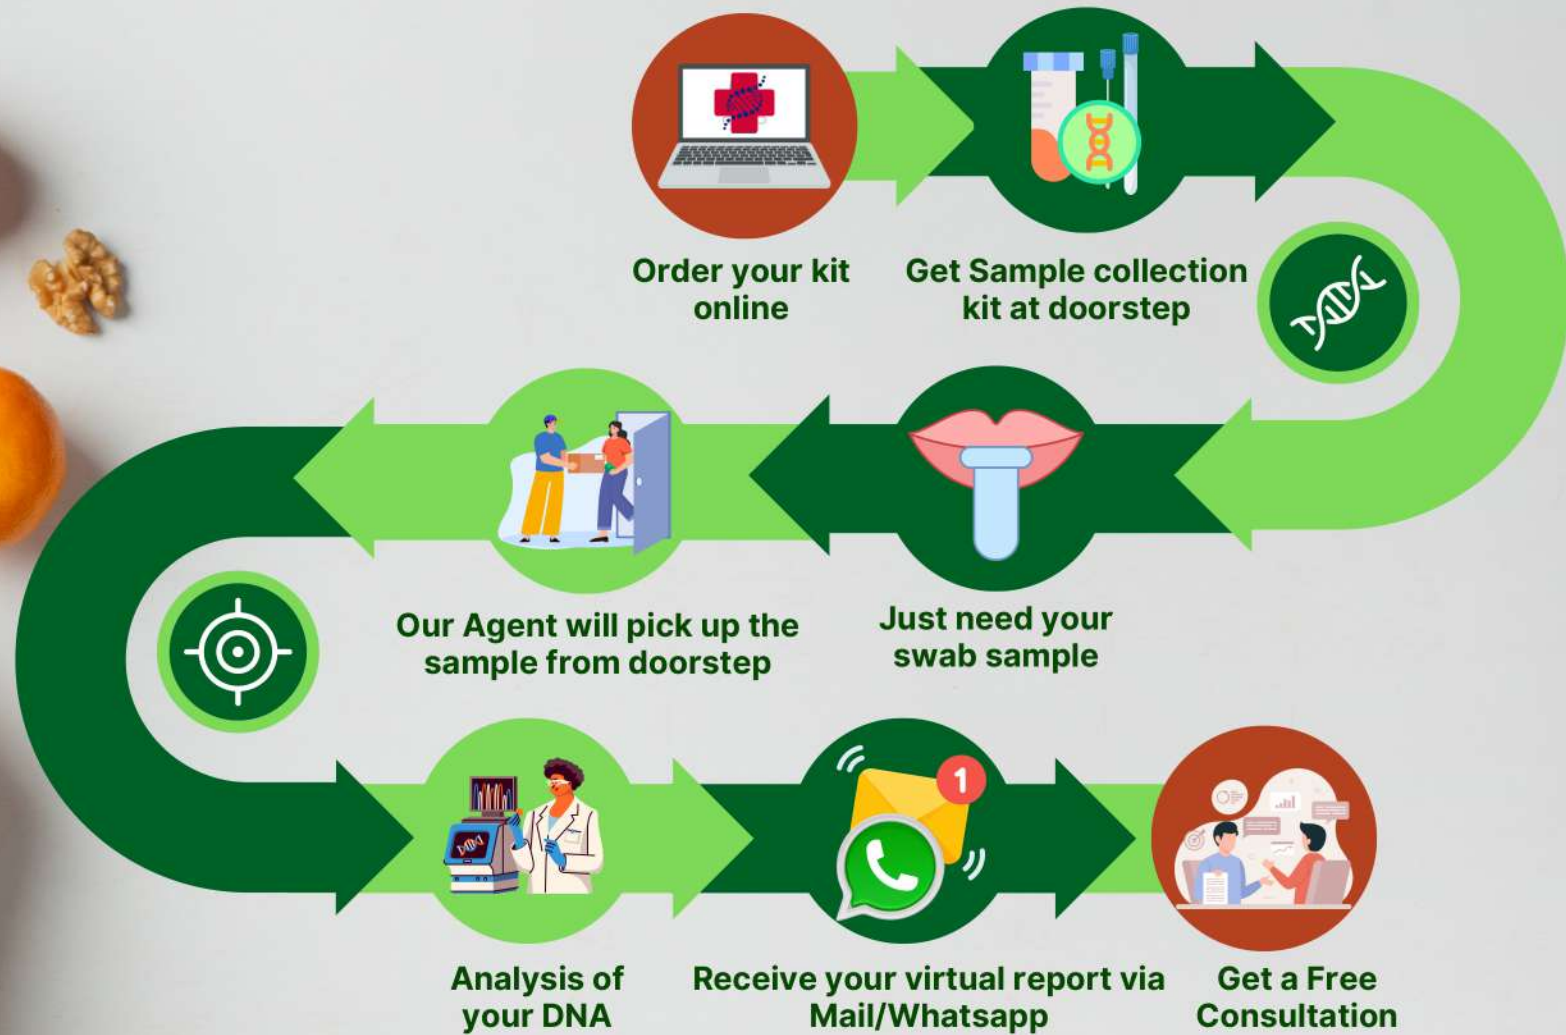 Order your kit
online
Get Sample collection
kit at doorstep
Just need your
swab sample
Our Agent will pick up the
sample from doorstep
Analysis of
your DNA
1
Receive your virtual report via
Mail/Whatsapp
Get a Free
Consultation